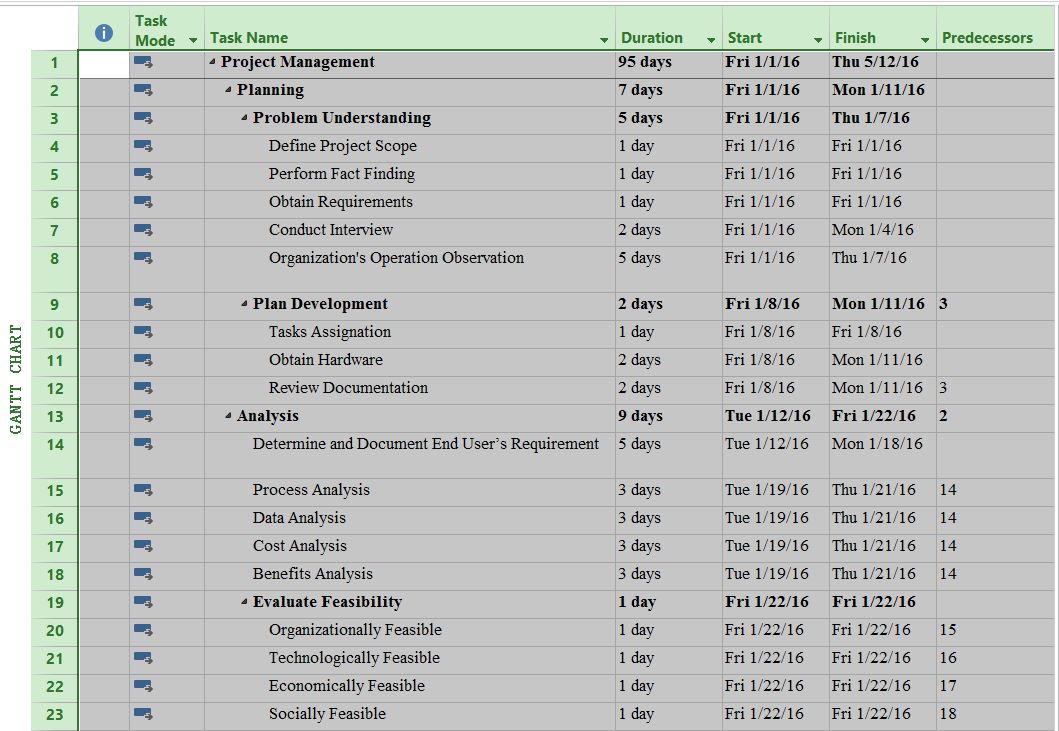 Task
Mode Task Name Duration Start Finish Predecessors
1 Project Management 95 days Fri 1/1/16 Thu 5/12/16
2 Planning 7 days Fri 1/1/16 Mon 1/11/16
3 Problem Understanding 5 days Fri 1/1/16 Thu 1/7/16
4 Define Project Scope 1 day Fri 1/1/16 Fri 1/1/16
5 Perform Fact Finding 1 day Fri 1/1/16 Fri 1/1/16
6 Obtain Requirements 1 day Fri 1/1/16 Fri 1/1/16
7 Conduct Interview 2 days Fri 1/1/16 Mon 1/4/16
8 Organization's Operation Observation 5 days Fri 1/1/16 Thu 1/7/16
9 Plan Development 2 days Fri 1/8/16 Mon 1/11/16 3
10 Tasks Assignation 1 day Fri 1/8/16 Fri 1/8/16
11 Obtain Hardware 2 days Fri 1/8/16 Mon 1/11/16
12 Review Documentation 2 days Fri 1/8/16 Mon 1/11/16 3
13 Analysis 9 days Tue 1/12/16 Fri 1/22/16 2
14 Determine and Document End User’s Requirement 5 days Tue 1/12/16 Mon 1/18/16
15 Process Analysis 3 days Tue 1/19/16 Thu 1/21/16 14
16 Data Analysis 3 days Tue 1/19/16 Thu 1/21/16 14
17 Cost Analysis 3 days Tue 1/19/16 Thu 1/21/16 14
18 Benefits Analysis 3 days Tue 1/19/16 Thu 1/21/16 14
19 Evaluate Feasibility 1 day Fri 1/22/16 Fri 1/22/16
20 Organizationally Feasible 1 day Fri 1/22/16 Fri 1/22/16 15
21 Technologically Feasible 1 day Fri 1/22/16 Fri 1/22/16 16
22 Economically Feasible 1 day Fri 1/22/16 Fri 1/22/16 17
23 Socially Feasible 1 day Fri 1/22/16 Fri 1/22/16 18
GANTT CHART